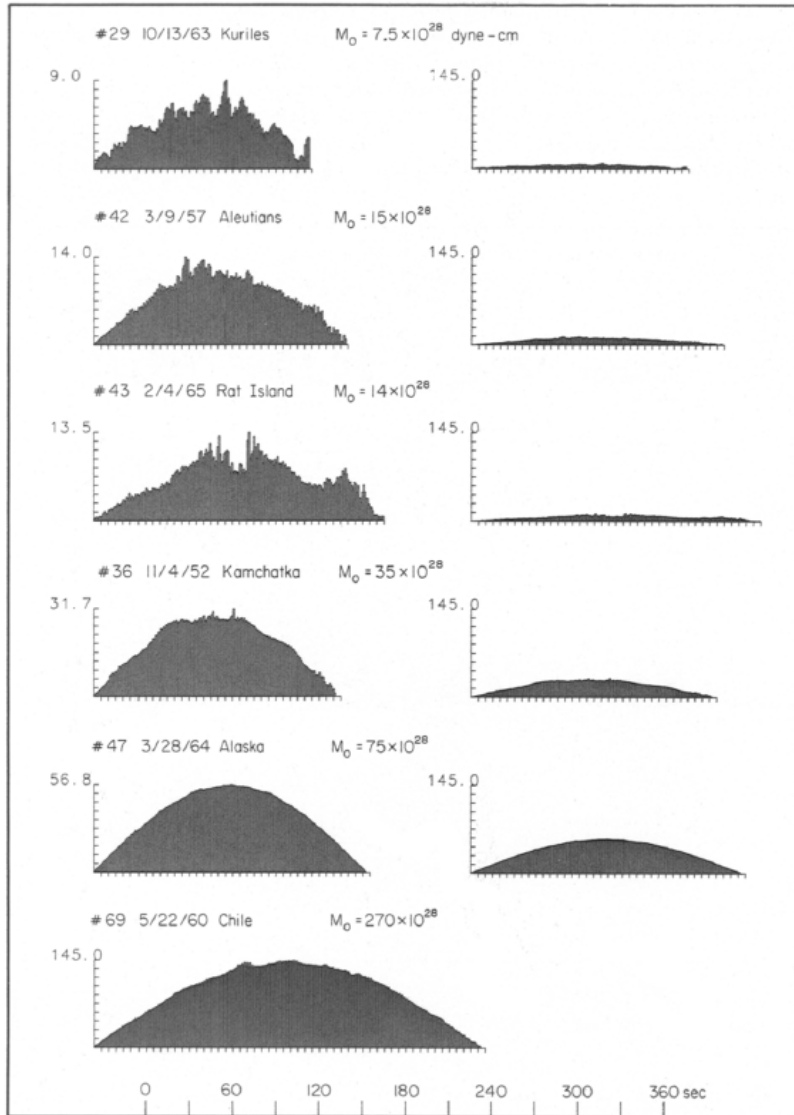 #29 10/13/63 Kuriles M₀ = 7.5×10²⁸ dyne-cm
9.0 145.0
#42 3/9/57 Aleutians M₀ = 15×10²⁸
14.0 145.0
#43 2/4/65 Rat Island M₀ = 14×10²⁸
13.5 145.0
#36 11/4/52 Kamchatka M₀ = 35×10²⁸
31.7 145.0
#47 3/28/64 Alaska M₀ = 75×10²⁸
56.8 145.0
#69 5/22/60 Chile M₀ = 270×10²⁸
145.0
0 60 120 180 240 300 360 sec